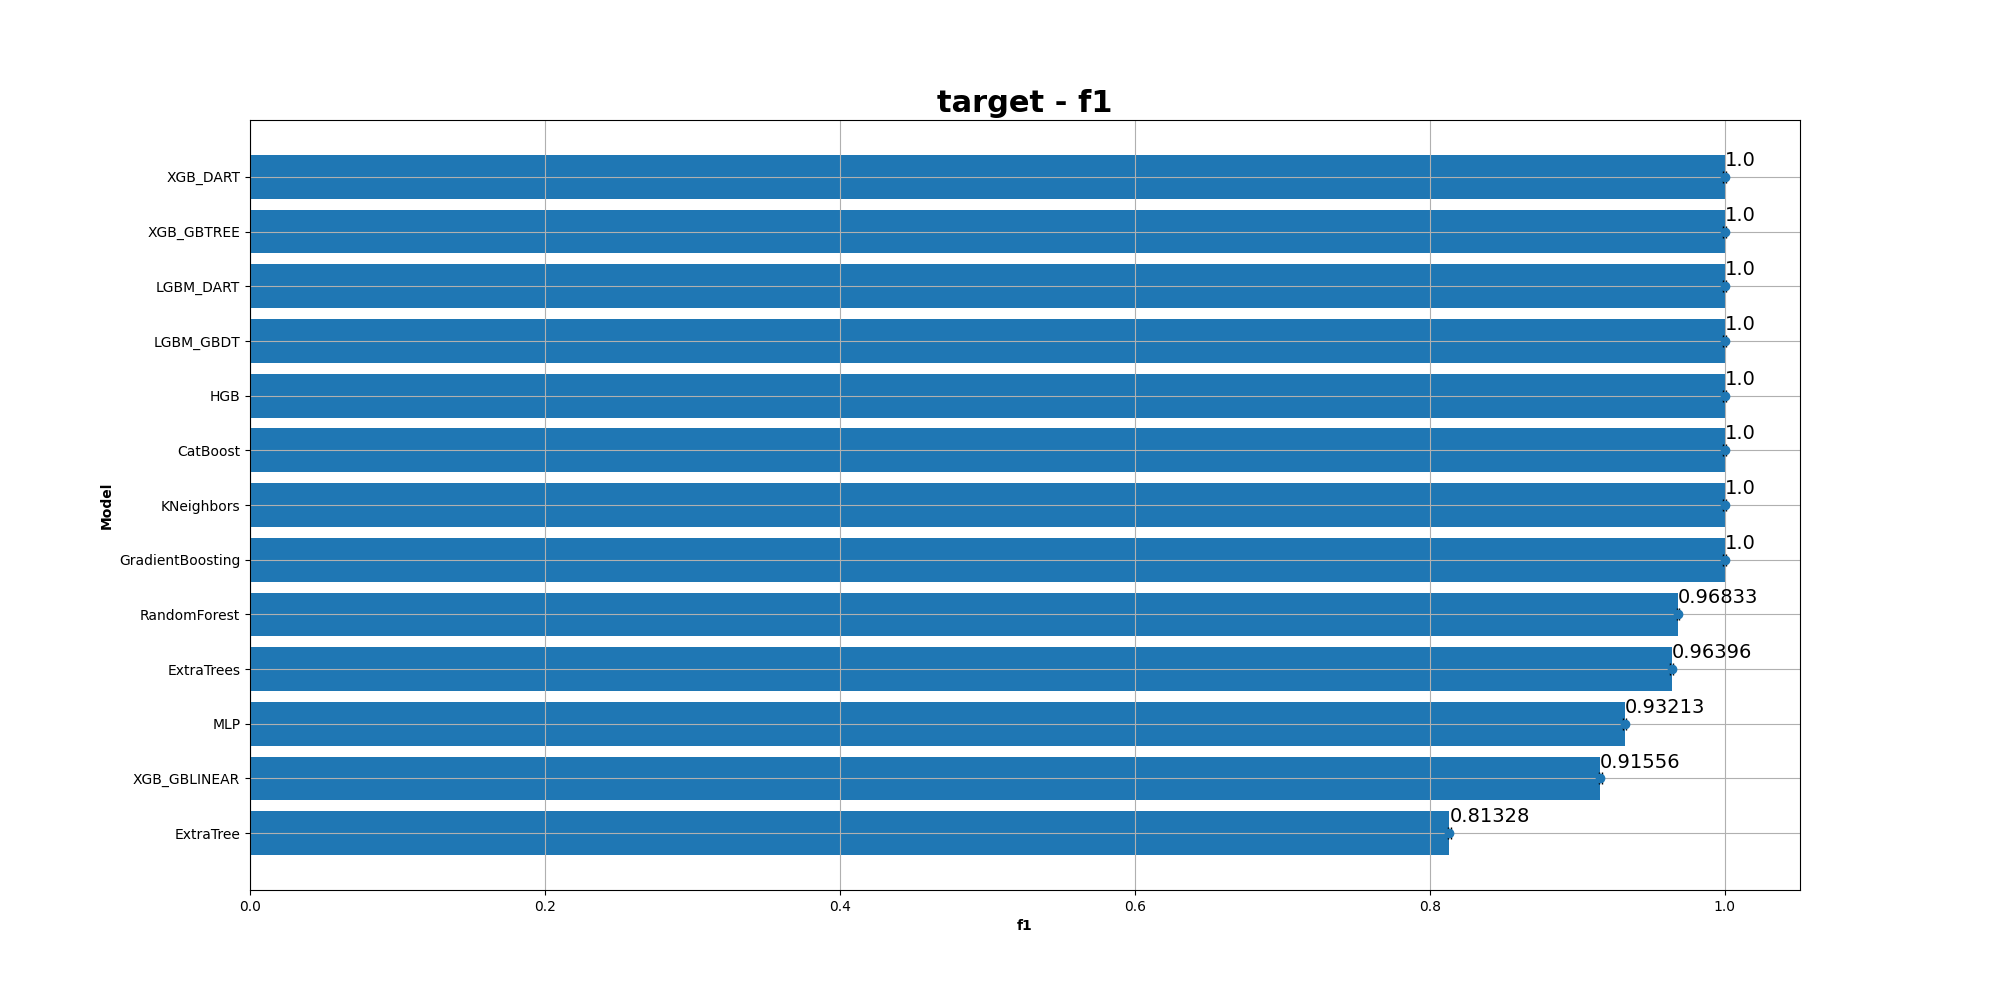 target - f1
XGB_DART 1.0
XGB_GBTREE 1.0
LGBM_DART 1.0
LGBM_GBDT 1.0
HGB 1.0
CatBoost 1.0
KNeighbors 1.0
GradientBoosting 1.0
RandomForest 0.96833
ExtraTrees 0.96396
MLP 0.93213
XGB_GBLINEAR 0.91556
ExtraTree 0.81328
Model
0.0 0.2 0.4 0.6 0.8 1.0
f1